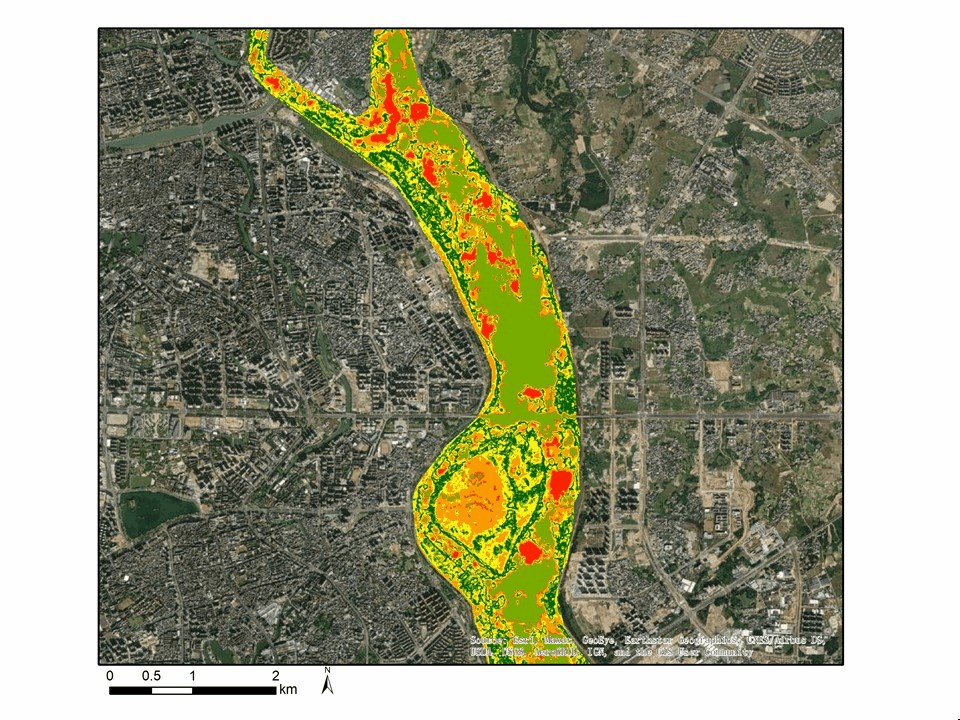 Source: Esri, Maxar, GeoEye, Earthstar Geographics, CNES/Airbus DS,
USDA, USGS, AeroGRID, IGN, and the GIS User Community
0 0.5 1 2
km
N